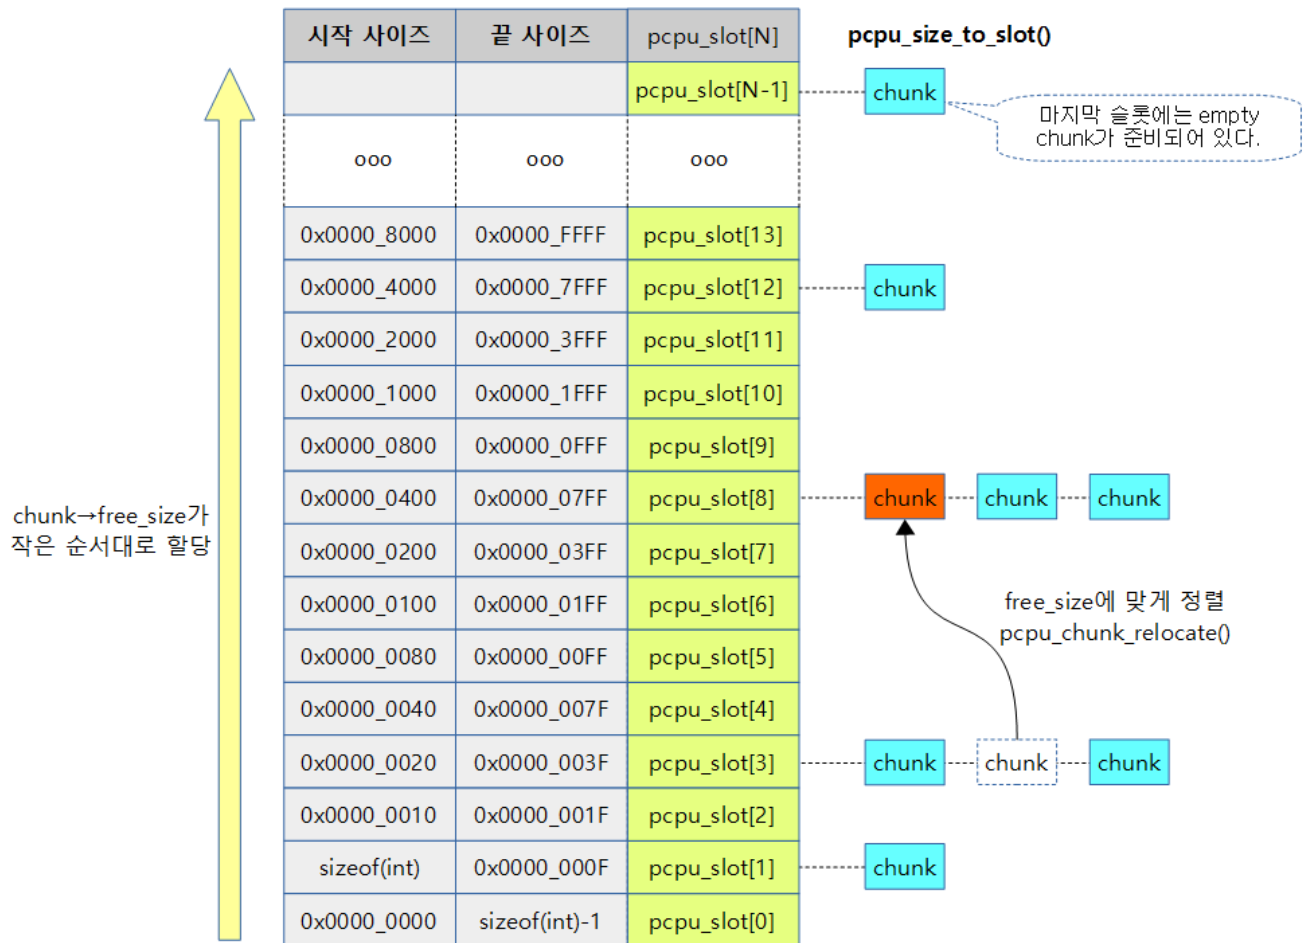 시작 사이즈 끝 사이즈 pcpu_slot[N] pcpu_size_to_slot()
pcpu_slot[N-1] chunk
마지막 슬롯에는 empty
chunk가 준비되어 있다.
ooo ooo ooo
0x0000_8000 0x0000_FFFF pcpu_slot[13]
0x0000_4000 0x0000_7FFF pcpu_slot[12] chunk
0x0000_2000 0x0000_3FFF pcpu_slot[11]
0x0000_1000 0x0000_1FFF pcpu_slot[10]
0x0000_0800 0x0000_0FFF pcpu_slot[9]
0x0000_0400 0x0000_07FF pcpu_slot[8] chunk chunk chunk
chunk→free_size가
작은 순서대로 할당
0x0000_0200 0x0000_03FF pcpu_slot[7]
0x0000_0100 0x0000_01FF pcpu_slot[6]
free_size에 맞게 정렬
pcpu_chunk_relocate()
0x0000_0080 0x0000_00FF pcpu_slot[5]
0x0000_0040 0x0000_007F pcpu_slot[4]
0x0000_0020 0x0000_003F pcpu_slot[3] chunk chunk chunk
0x0000_0010 0x0000_001F pcpu_slot[2]
sizeof(int) 0x0000_000F pcpu_slot[1] chunk
0x0000_0000 sizeof(int)-1 pcpu_slot[0]